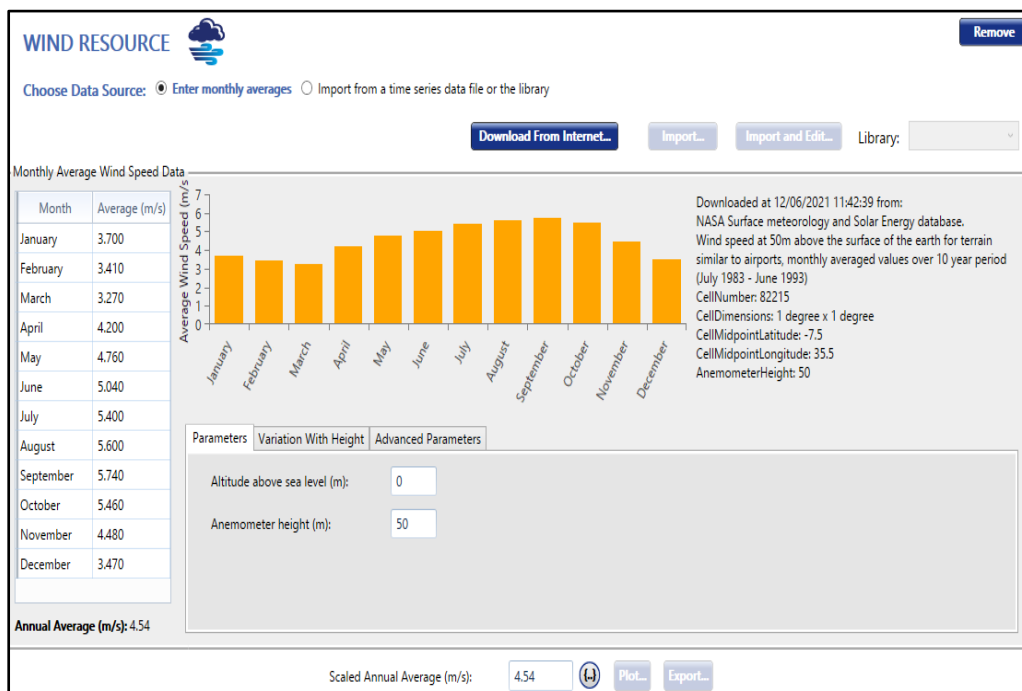 WIND RESOURCE
Remove
Choose Data Source: Enter monthly averages Import from a time series data file or the library
Download From Internet... Import... Import and Edit... Library:
Monthly Average Wind Speed Data
Month Average (m/s)
January 3.700
February 3.410
March 3.270
April 4.200
May 4.760
June 5.040
July 5.400
August 5.600
September 5.740
October 5.460
November 4.480
December 3.470
Annual Average (m/s): 4.54
Average Wind Speed (m/s)
7
6
5
4
3
2
1
0
January February March April May June July August September October November December
Downloaded at 12/06/2021 11:42:39 from:
NASA Surface meteorology and Solar Energy database.
Wind speed at 50m above the surface of the earth for terrain
similar to airports, monthly averaged values over 10 year period
(July 1983 - June 1993)
CellNumber: 82215
CellDimensions: 1 degree x 1 degree
CellMidpointLatitude: -7.5
CellMidpointLongitude: 35.5
AnemometerHeight: 50
Parameters Variation With Height Advanced Parameters
Altitude above sea level (m): 0
Anemometer height (m): 50
Scaled Annual Average (m/s): 4.54 {..} Plot... Export...